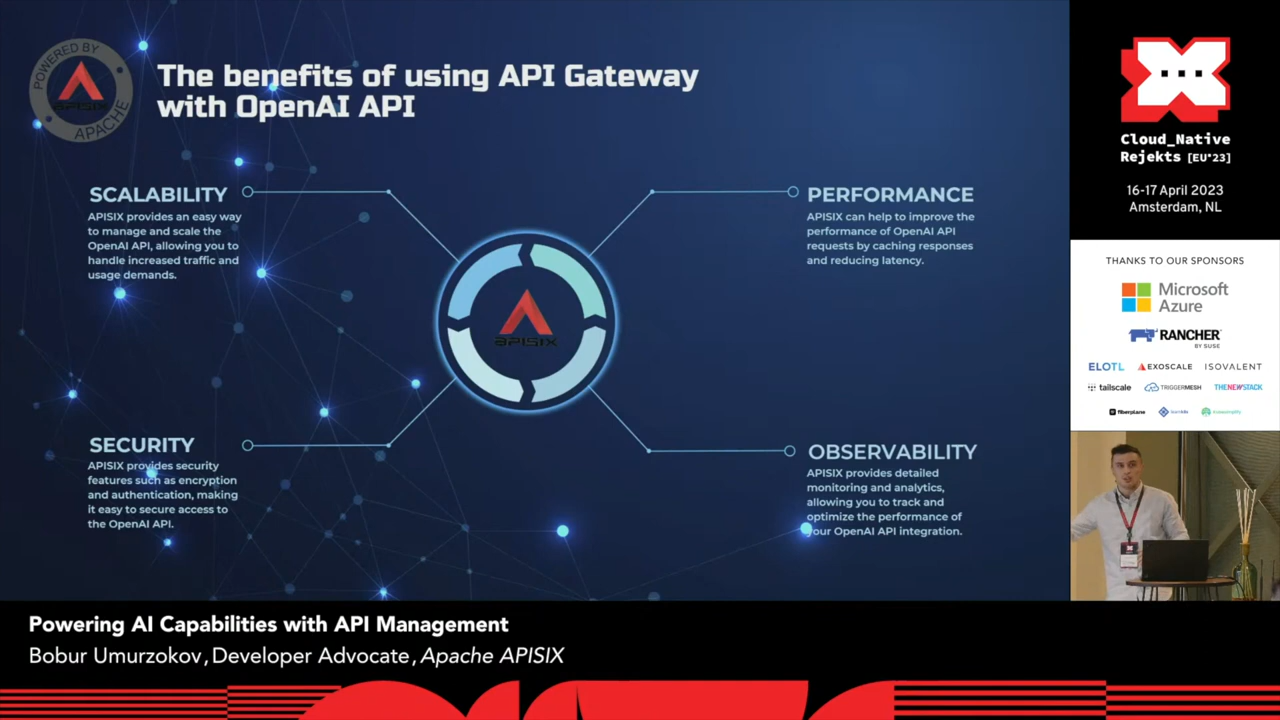 POWERED BY
APISIX
APACHE
The benefits of using API Gateway
with OpenAI API
SCALABILITY
APISIX provides an easy way
to manage and scale the
OpenAI API, allowing you to
handle increased traffic and
usage demands.
PERFORMANCE
APISIX can help to improve the
performance of OpenAI API
requests by caching responses
and reducing latency.
APISIX
SECURITY
APISIX provides security
features such as encryption
and authentication, making
it easy to secure access to
the OpenAI API.
OBSERVABILITY
APISIX provides detailed
monitoring and analytics,
allowing you to track and
optimize the performance of
your OpenAI API integration.
Cloud_Native
Rejekts [EU'23]
16-17 April 2023
Amsterdam, NL
THANKS TO OUR SPONSORS
Microsoft
Azure
RANCHER
BY SUSE
ELOTL EXOSCALE ISOVALENT
tailscale TRIGGERMESH THENEWSTACK
fiberplane
Powering AI Capabilities with API Management
Bobur Umurzokov, Developer Advocate, Apache APISIX